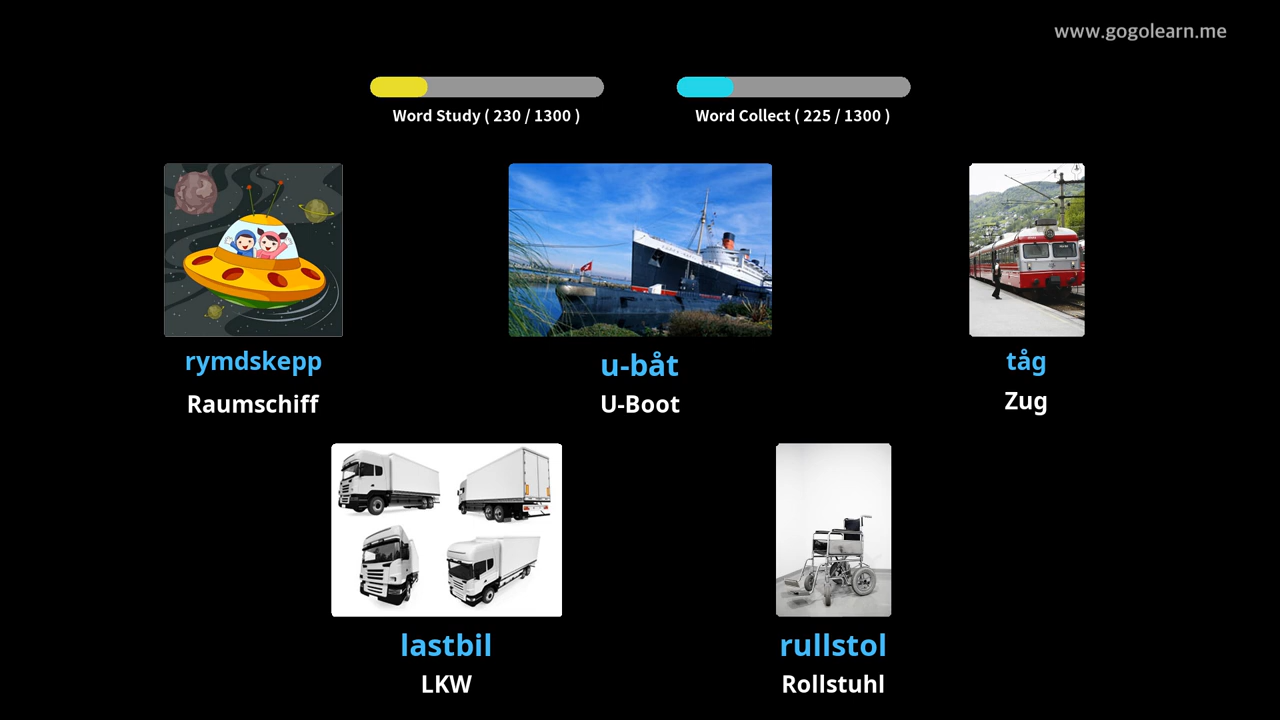 www.gogolearn.me
Word Study ( 230 / 1300 )
Word Collect ( 225 / 1300 )
rymdskepp
Raumschiff
u-båt
U-Boot
tåg
Zug
lastbil
LKW
rullstol
Rollstuhl